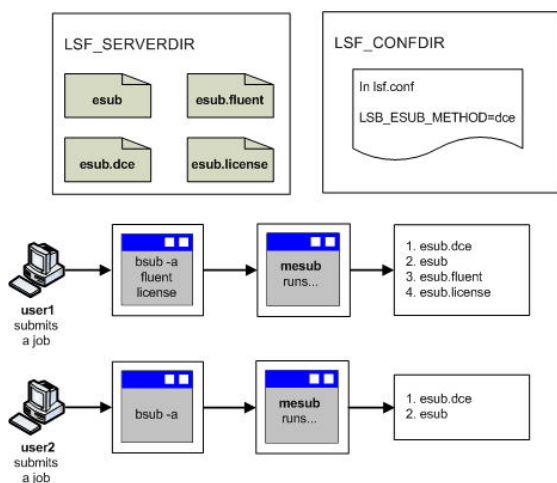 LSF_SERVERDIR
esub
esub.fluent
esub.dce
esub.license
LSF_CONFDIR
In lsf.conf
LSB_ESUB_METHOD=dce
user1
submits
a job
bsub -a
fluent
license
mesub
runs...
1. esub.dce
2. esub
3. esub.fluent
4. esub.license
user2
submits
a job
bsub -a
mesub
runs...
1. esub.dce
2. esub